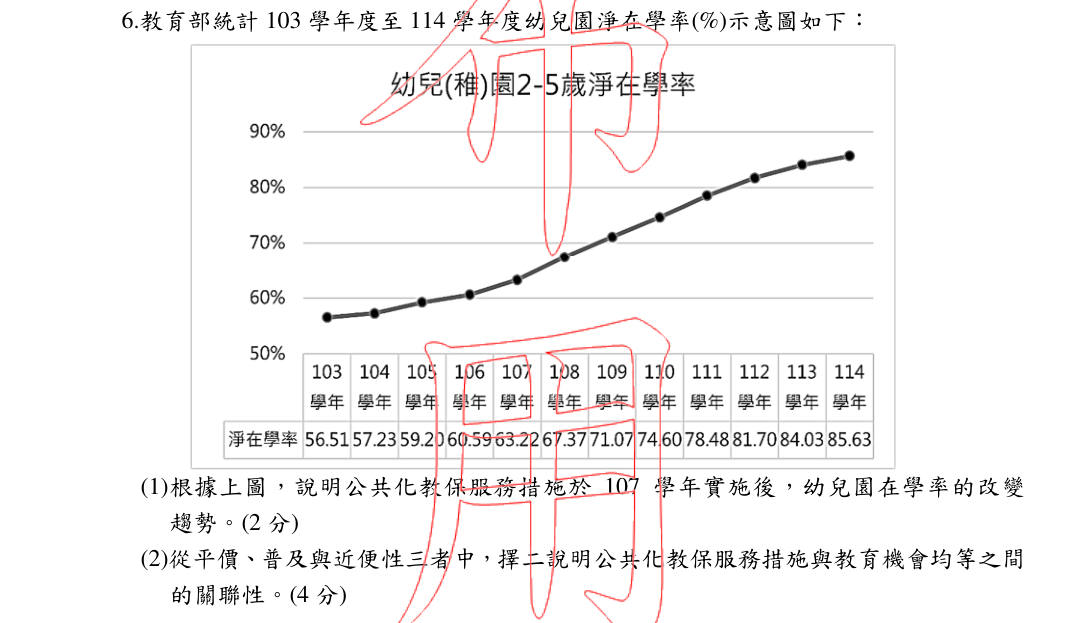 6.教育部統計 103 學年度至 114 學年度幼兒園淨在學率(%)示意圖如下：
幼兒(稚)園2-5歲淨在學率
90%
80%
70%
60%
50%
103 104 105 106 107 108 109 110 111 112 113 114
學年 學年 學年 學年 學年 學年 學年 學年 學年 學年 學年 學年
淨在學率 56.51 57.23 59.20 60.59 63.22 67.37 71.07 74.60 78.48 81.70 84.03 85.63
(1)根據上圖，說明公共化教保服務措施於 107 學年實施後，幼兒園在學率的改變
趨勢。(2 分)
(2)從平價、普及與近便性三者中，擇二說明公共化教保服務措施與教育機會均等之間
的關聯性。(4 分)
布
用